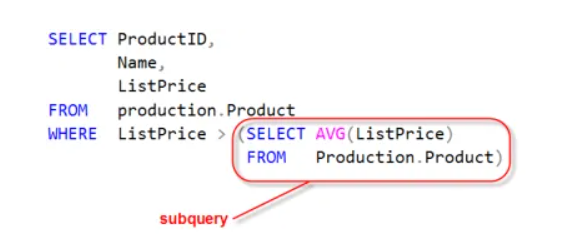 SELECT ProductID,
Name,
ListPrice
FROM production.Product
WHERE ListPrice > (SELECT AVG(ListPrice)
FROM Production.Product)
subquery